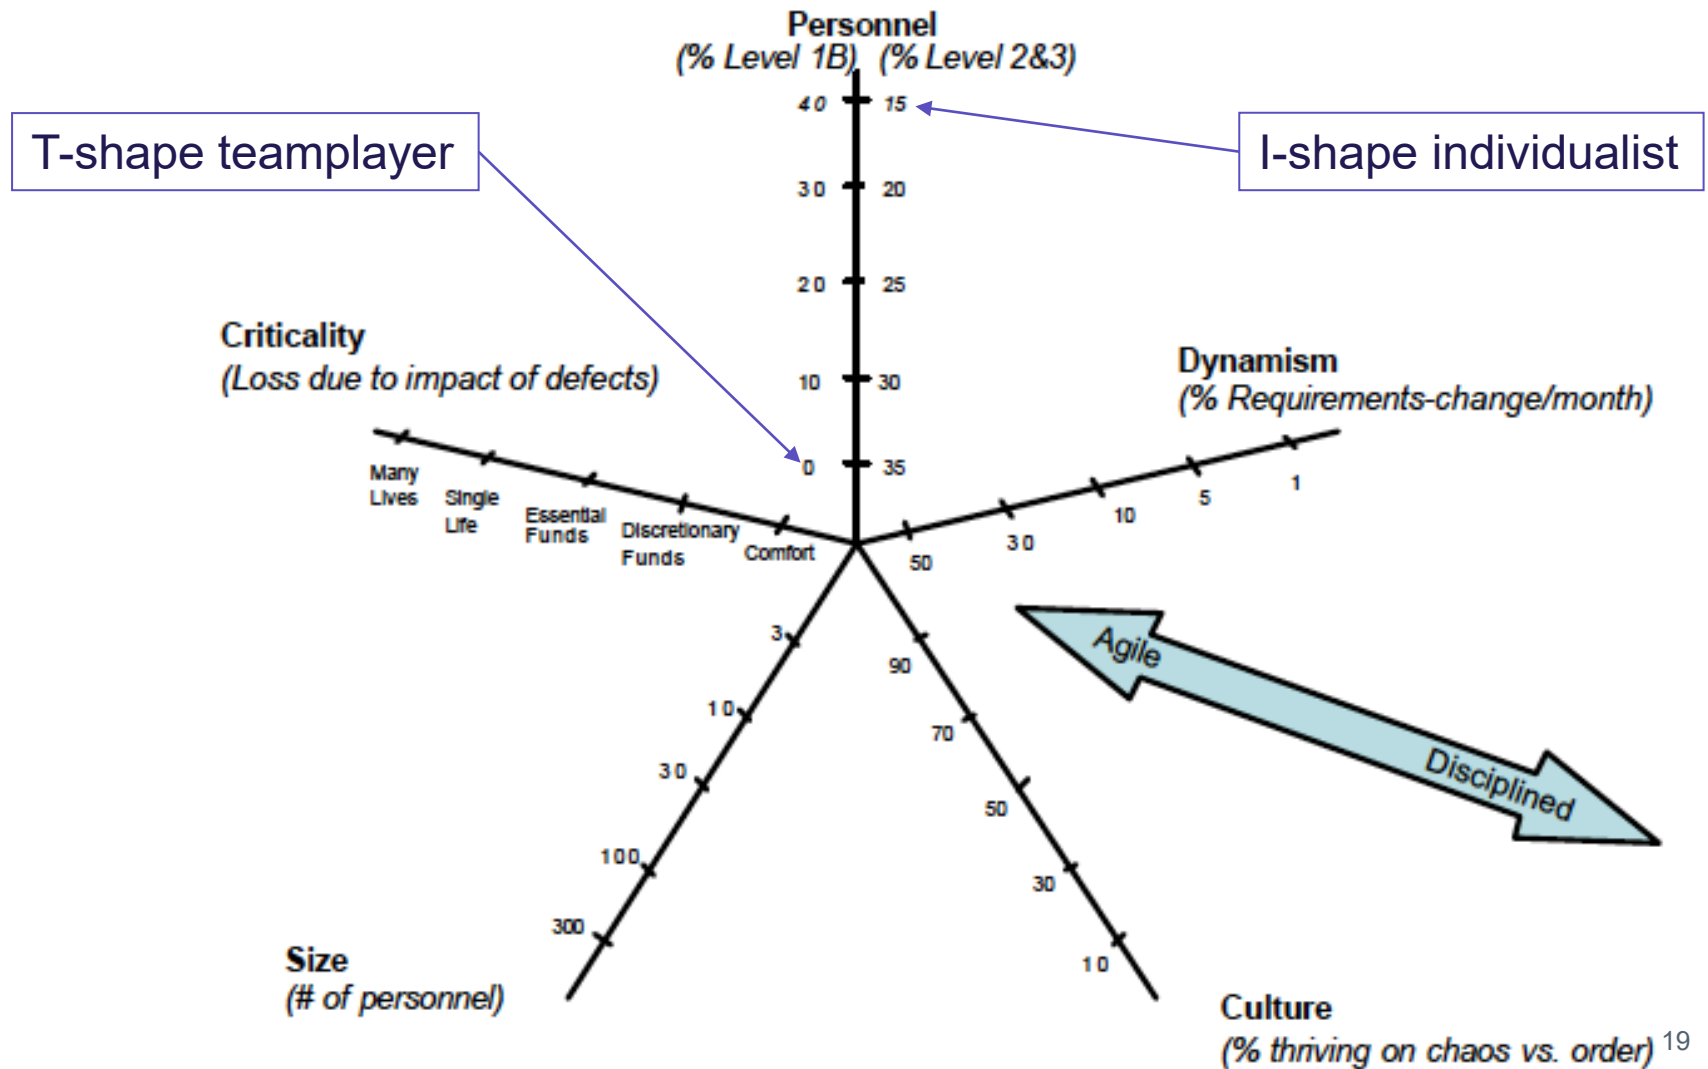 Personnel
(% Level 1B) (% Level 2&3)
40 15
T-shape teamplayer
I-shape individualist
30 20
20 25
Criticality
(Loss due to impact of defects)
10 30
Dynamism
(% Requirements-change/month)
0 35
Many
Lives
Single
Life
Essential
Funds
Discretionary
Funds
Comfort
50
30
10
5
1
3
10
30
100
300
90
70
50
30
10
Agile
Disciplined
Size
(# of personnel)
Culture
(% thriving on chaos vs. order)
19